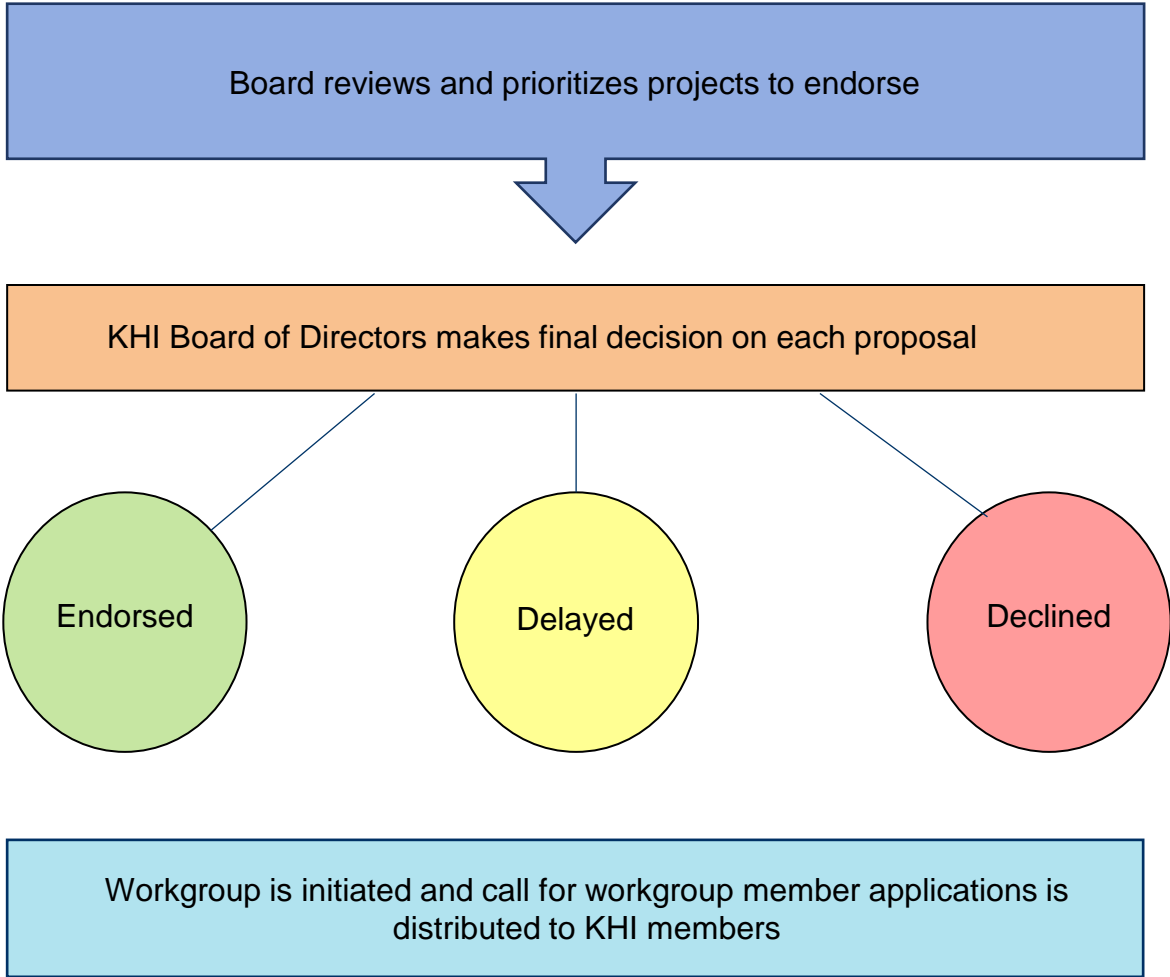 Board reviews and prioritizes projects to endorse
KHI Board of Directors makes final decision on each proposal
Endorsed
Delayed
Declined
Workgroup is initiated and call for workgroup member applications is
distributed to KHI members